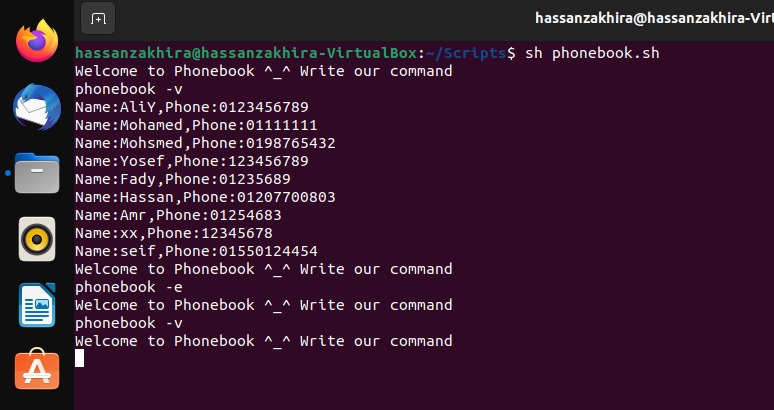 hassanzakhira@hassanzakhira-Virt
hassanzakhira@hassanzakhira-VirtualBox:~/Scripts$ sh phonebook.sh
Welcome to Phonebook ^_^ Write our command
phonebook -v
Name:AliY,Phone:0123456789
Name:Mohamed,Phone:01111111
Name:Mohsmed,Phone:0198765432
Name:Yosef,Phone:123456789
Name:Fady,Phone:01235689
Name:Hassan,Phone:01207700803
Name:Amr,Phone:01254683
Name:xx,Phone:12345678
Name:seif,Phone:01550124454
Welcome to Phonebook ^_^ Write our command
phonebook -e
Welcome to Phonebook ^_^ Write our command
phonebook -v
Welcome to Phonebook ^_^ Write our command